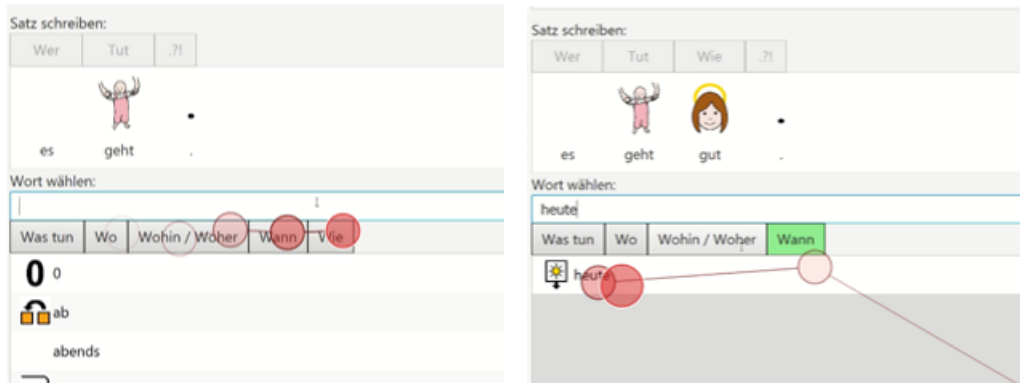 Satz schreiben:
Wer Tut .?!
es geht .
Wort wählen:
Was tun Wo Wohin / Woher Wann Wie
0 0
ab
abends
Satz schreiben:
Wer Tut Wie .?!
es geht gut .
Wort wählen:
heute
Was tun Wo Wohin / Woher Wann
heute